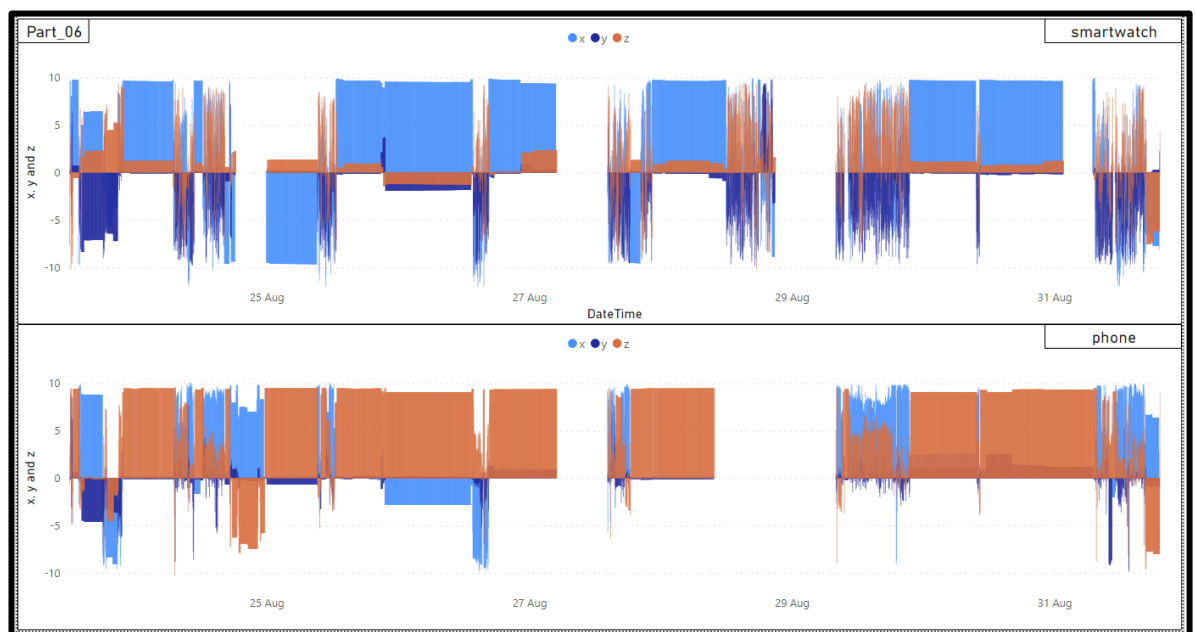 Part_06
smartwatch
x y z
10
5
0
-5
-10
x, y and z
25 Aug 27 Aug 29 Aug 31 Aug
DateTime
phone
x y z
10
5
0
-5
-10
x, y and z
25 Aug 27 Aug 29 Aug 31 Aug